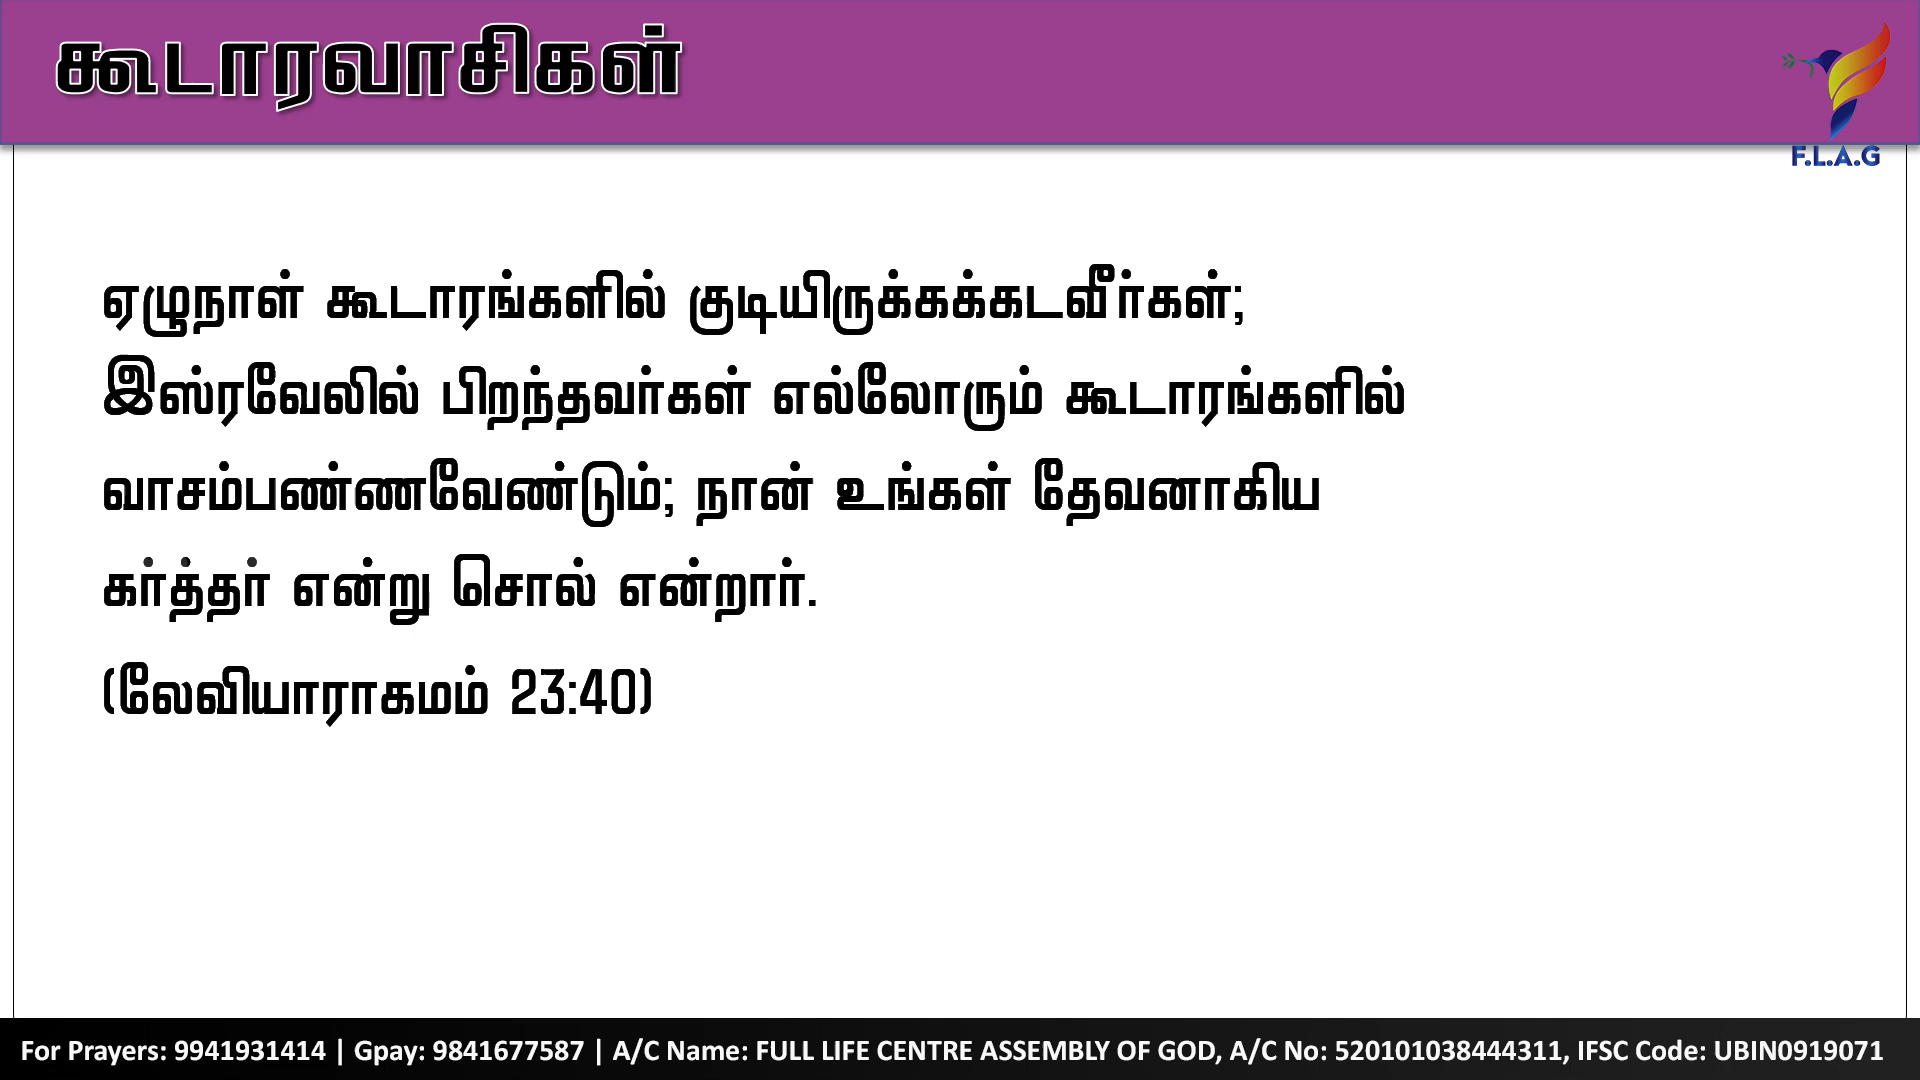 கூடாரவாசிகள்
F.L.A.G
ஏழுநாள் கூடாரங்களில் குடியிருக்கக்கடவீர்கள்;
இஸ்ரவேலில் பிறந்தவர்கள் எல்லோரும் கூடாரங்களில்
வாசம்பண்ணவேண்டும்; நான் உங்கள் தேவனாகிய
கர்த்தர் என்று சொல் என்றார்.
(லேவியாராகமம் 23:40)
For Prayers: 9941931414 | Gpay: 9841677587 | A/C Name: FULL LIFE CENTRE ASSEMBLY OF GOD, A/C No: 520101038444311, IFSC Code: UBIN0919071